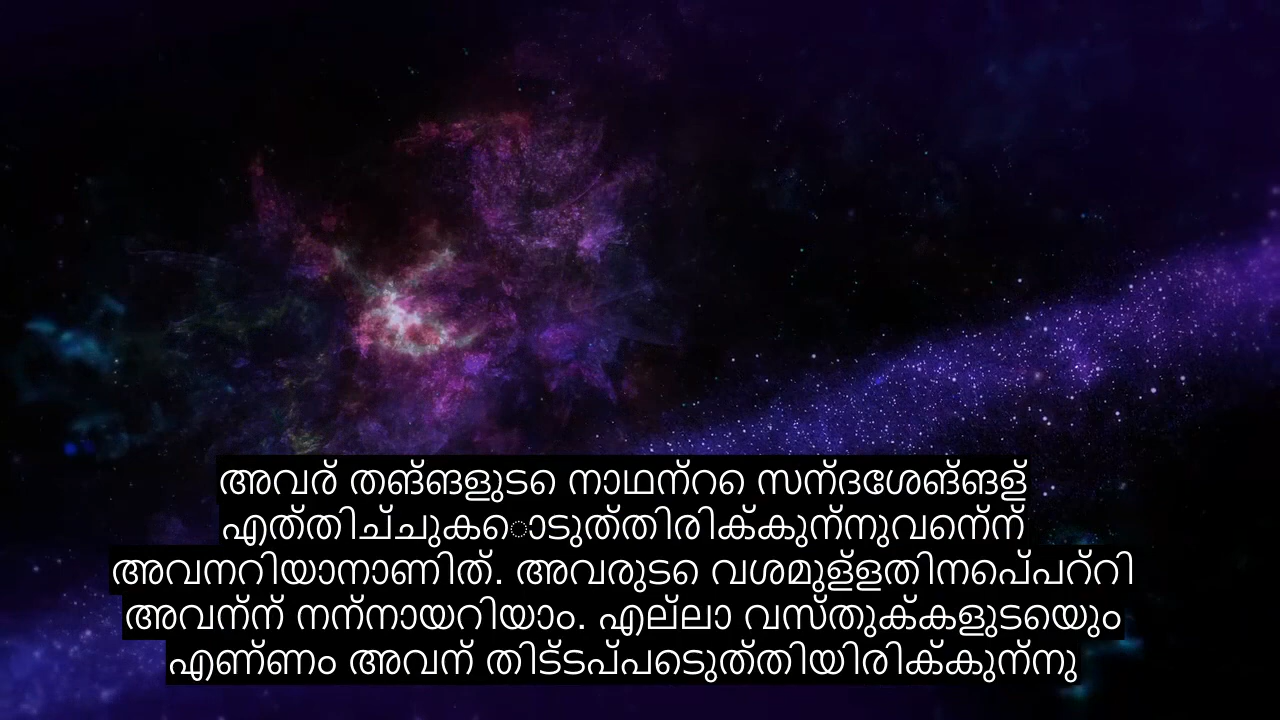 അവര് തങ്ങളുടെ നാഥന്റെ സന്ദേശങ്ങള്
എത്തിച്ചുകൊടുത്തിരിക്കുന്നുവെന്ന്
അവനറിയാനാണിത്. അവരുടെ വശമുള്ളതിനെപ്പറ്റി
അവന്ന് നന്നായറിയാം. എല്ലാ വസ്തുക്കളുടെയും
എണ്ണം അവന് തിട്ടപ്പെടുത്തിയിരിക്കുന്നു